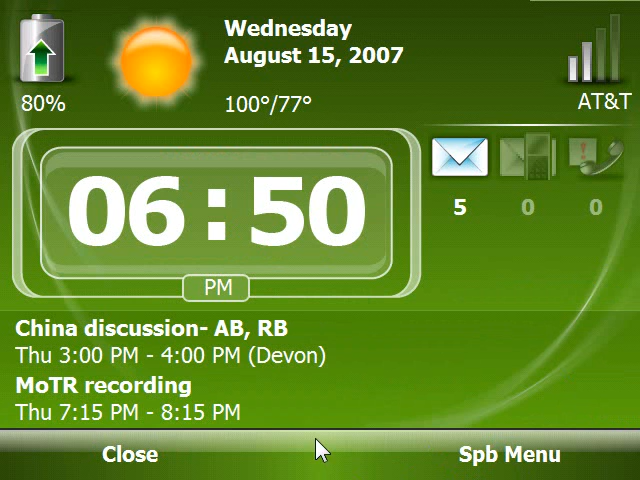 Wednesday
August 15, 2007
80%
100°/77°
AT&T
06:50
PM
5
0
0
China discussion- AB, RB
Thu 3:00 PM - 4:00 PM (Devon)
MoTR recording
Thu 7:15 PM - 8:15 PM
Close
Spb Menu